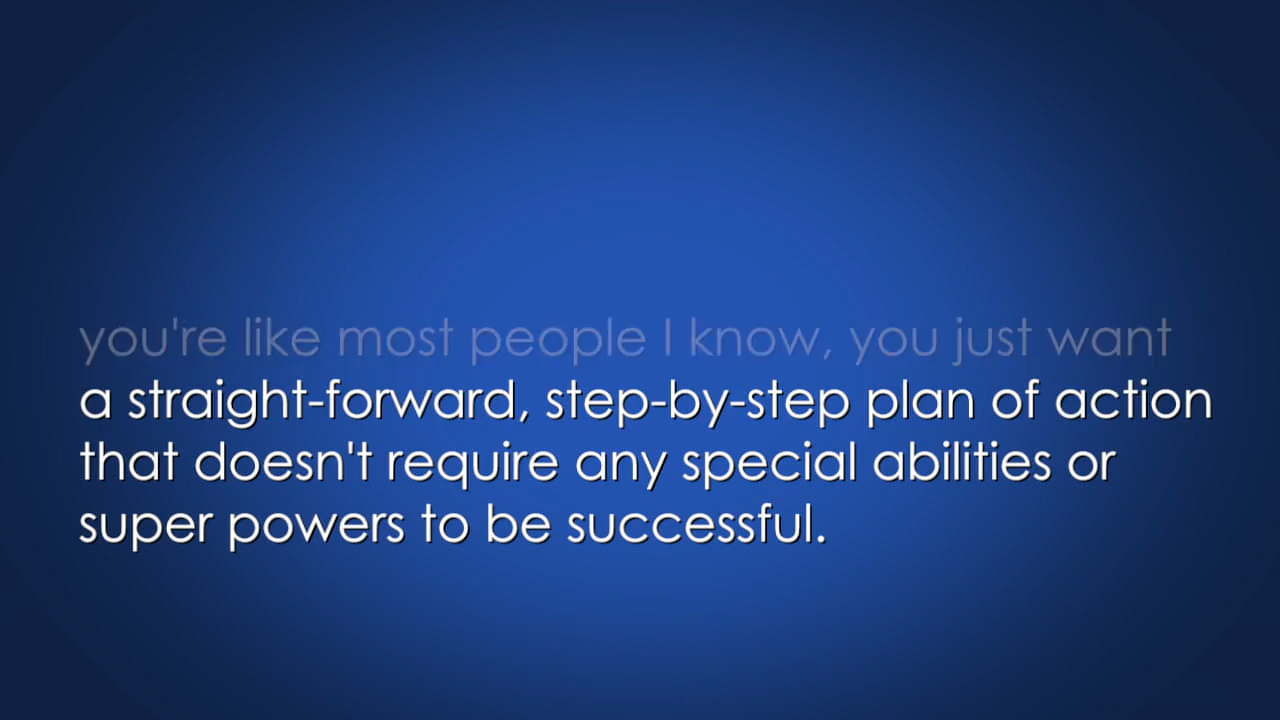 you're like most people I know, you just want
a straight-forward, step-by-step plan of action
that doesn't require any special abilities or
super powers to be successful.